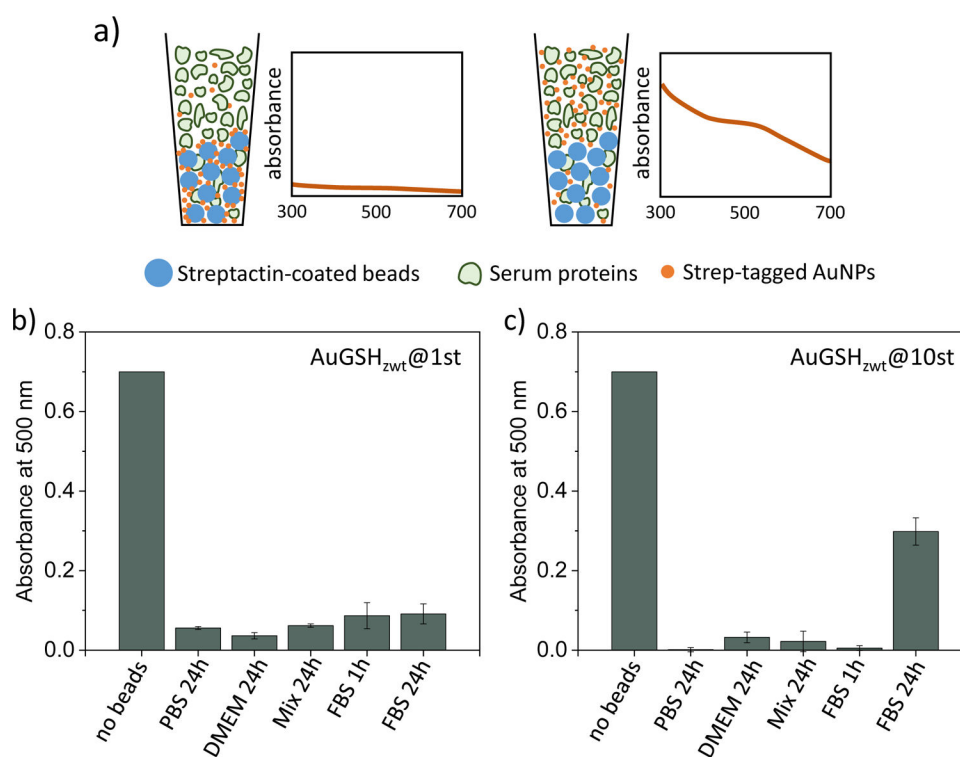 a)
absorbance
300 500 700
absorbance
300 500 700
Streptactin-coated beads
Serum proteins
Strep-tagged AuNPs
b)
AuGSHzwt@1st
Absorbance at 500 nm
0.8
0.6
0.4
0.2
0.0
no beads
PBS 24h
DMEM 24h
Mix 24h
FBS 1h
FBS 24h
c)
AuGSHzwt@10st
Absorbance at 500 nm
0.8
0.6
0.4
0.2
0.0
no beads
PBS 24h
DMEM 24h
Mix 24h
FBS 1h
FBS 24h